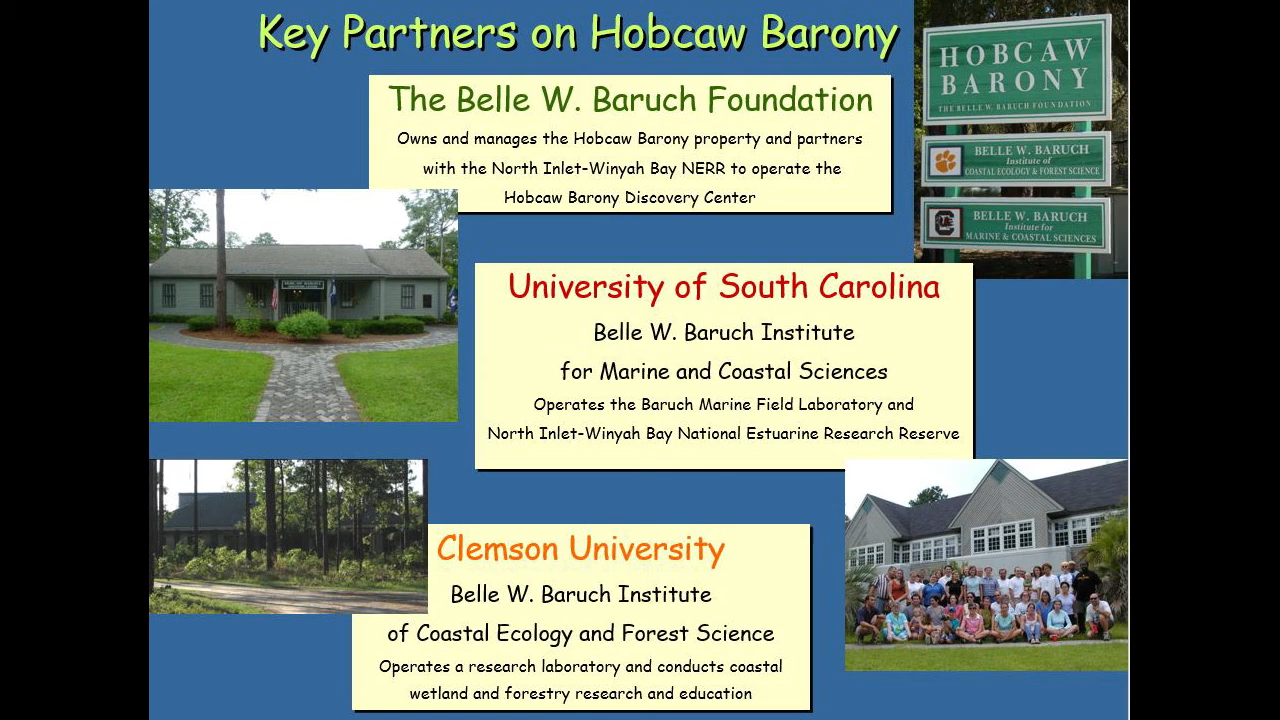 Key Partners on Hobcaw Barony
The Belle W. Baruch Foundation
Owns and manages the Hobcaw Barony property and partners
with the North Inlet-Winyah Bay NERR to operate the
Hobcaw Barony Discovery Center
HOBCAW
BARONY
THE BELLE W. BARUCH FOUNDATION
BELLE W. BARUCH
Institute of
COASTAL ECOLOGY & FOREST SCIENCE
BELLE W. BARUCH
Institute for
MARINE & COASTAL SCIENCES
University of South Carolina
Belle W. Baruch Institute
for Marine and Coastal Sciences
Operates the Baruch Marine Field Laboratory and
North Inlet-Winyah Bay National Estuarine Research Reserve
Clemson University
Belle W. Baruch Institute
of Coastal Ecology and Forest Science
Operates a research laboratory and conducts coastal
wetland and forestry research and education